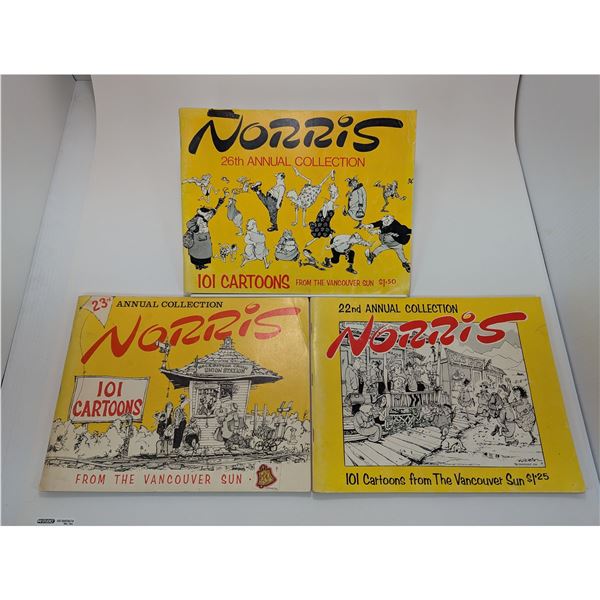 NORRIS
26th ANNUAL COLLECTION
101 CARTOONS FROM THE VANCOUVER SUN $1.50
23rd ANNUAL COLLECTION
NORRIS
UNION STATION
101
CARTOONS
FROM THE VANCOUVER SUN
22nd ANNUAL COLLECTION
NORRIS
101 Cartoons from The Vancouver Sun $1.25